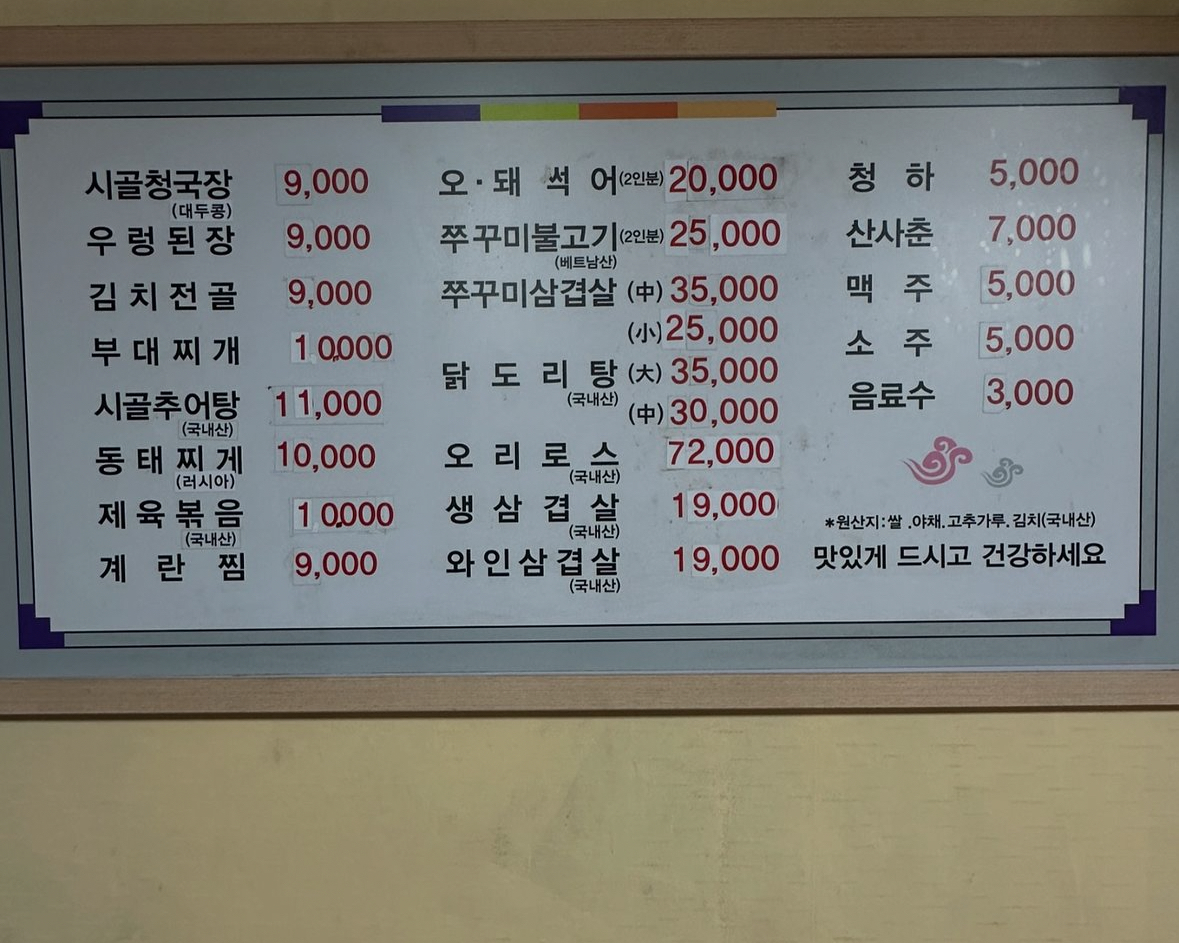 시골청국장 9,000
(대두콩)
우렁된장 9,000
김치전골 9,000
부대찌개 10,000
시골추어탕 11,000
(국내산)
동태찌게 10,000
(러시아)
제육볶음 10,000
(국내산)
계란찜 9,000
오·돼석어(2인분) 20,000
쭈꾸미불고기(2인분) 25,000
(베트남산)
쭈꾸미삼겹살 (中) 35,000
(小) 25,000
닭도리탕 (大) 35,000
(국내산)
(中) 30,000
오리로스 72,000
(국내산)
생삼겹살 19,000
(국내산)
와인삼겹살 19,000
(국내산)
청하 5,000
산사춘 7,000
맥주 5,000
소주 5,000
음료수 3,000
*원산지:쌀.야채.고추가루.김치(국내산)
맛있게 드시고 건강하세요